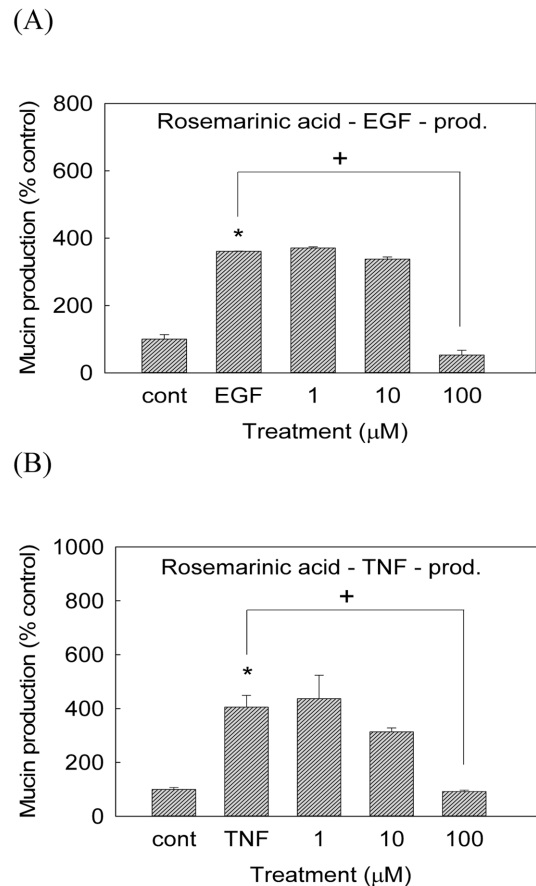 (A)
Rosemarinic acid - EGF - prod.
Mucin production (% control)
800
600
400
200
0
+
*
cont EGF 1 10 100
Treatment (μM)
(B)
Rosemarinic acid - TNF - prod.
Mucin production (% control)
1000
800
600
400
200
0
+
*
cont TNF 1 10 100
Treatment (μM)